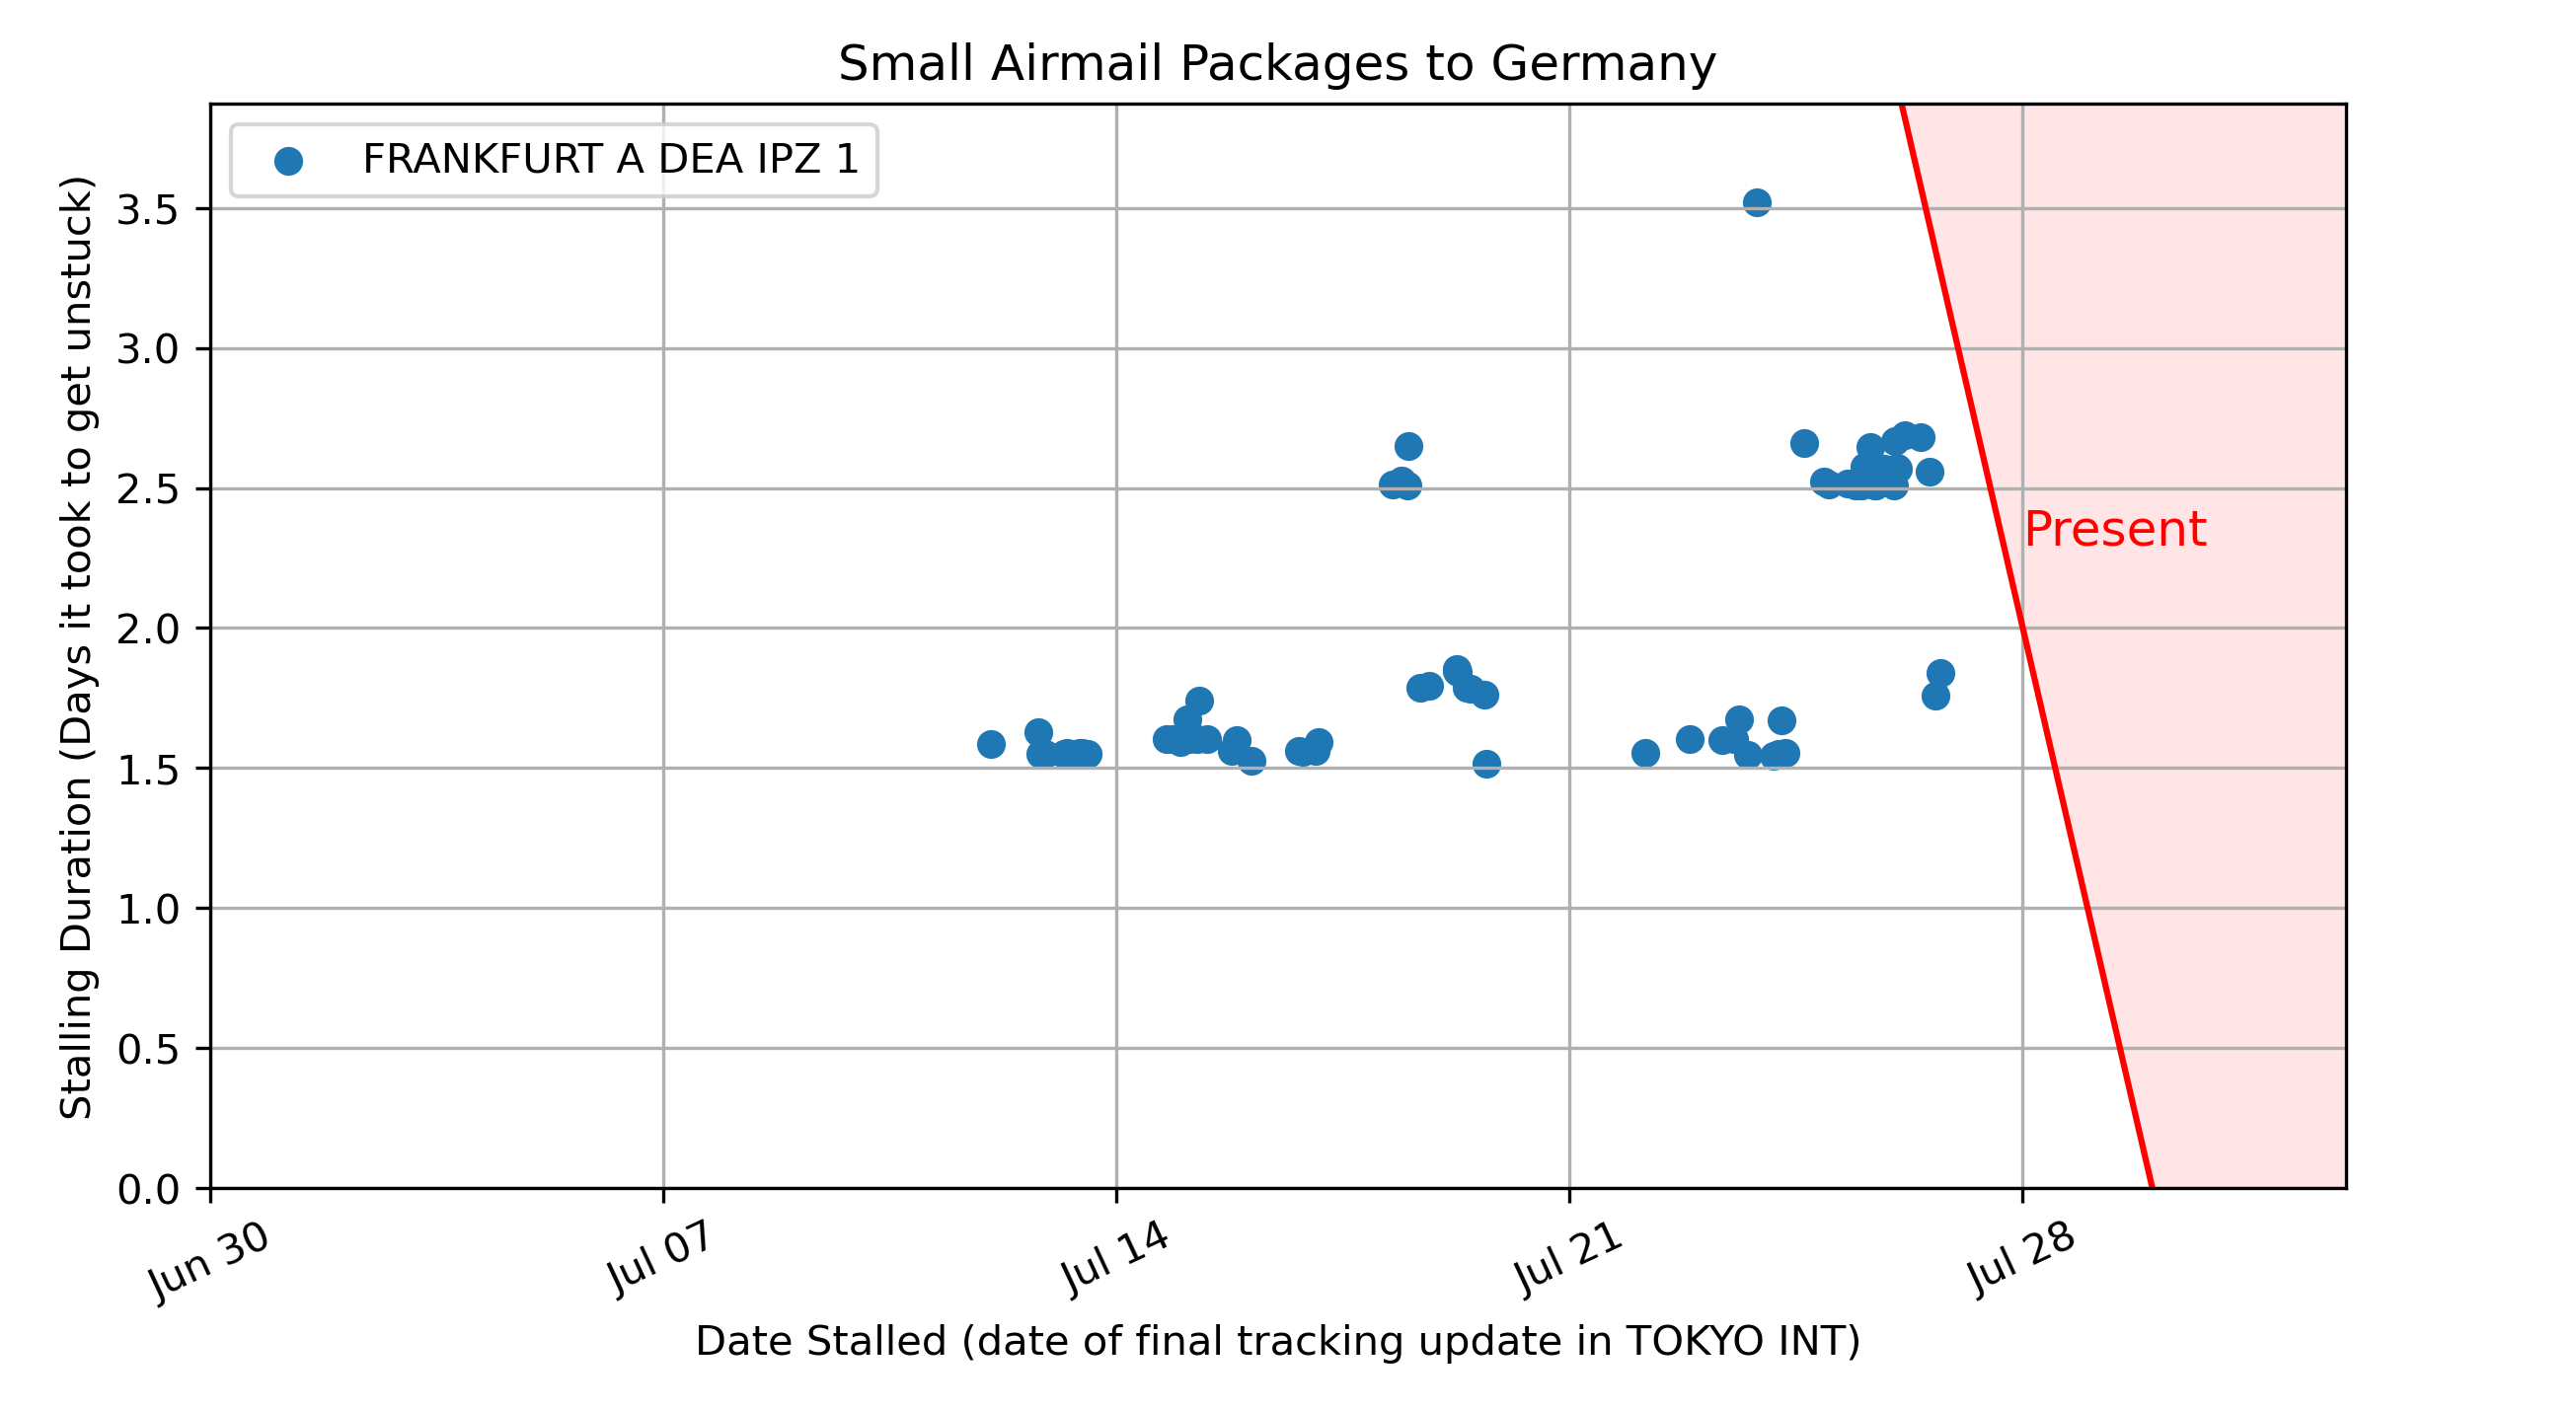 Small Airmail Packages to Germany
FRANKFURT A DEA IPZ 1
Stalling Duration (Days it took to get unstuck)
3.5
3.0
2.5
2.0
1.5
1.0
0.5
0.0
Present
Jun 30
Jul 07
Jul 14
Jul 21
Jul 28
Date Stalled (date of final tracking update in TOKYO INT)